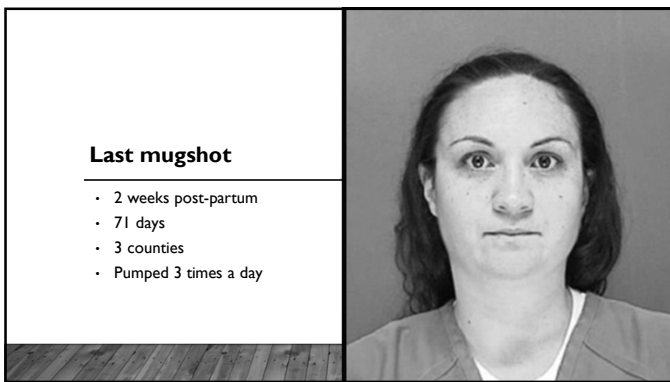 Last mugshot
• 2 weeks post-partum
• 71 days
• 3 counties
• Pumped 3 times a day